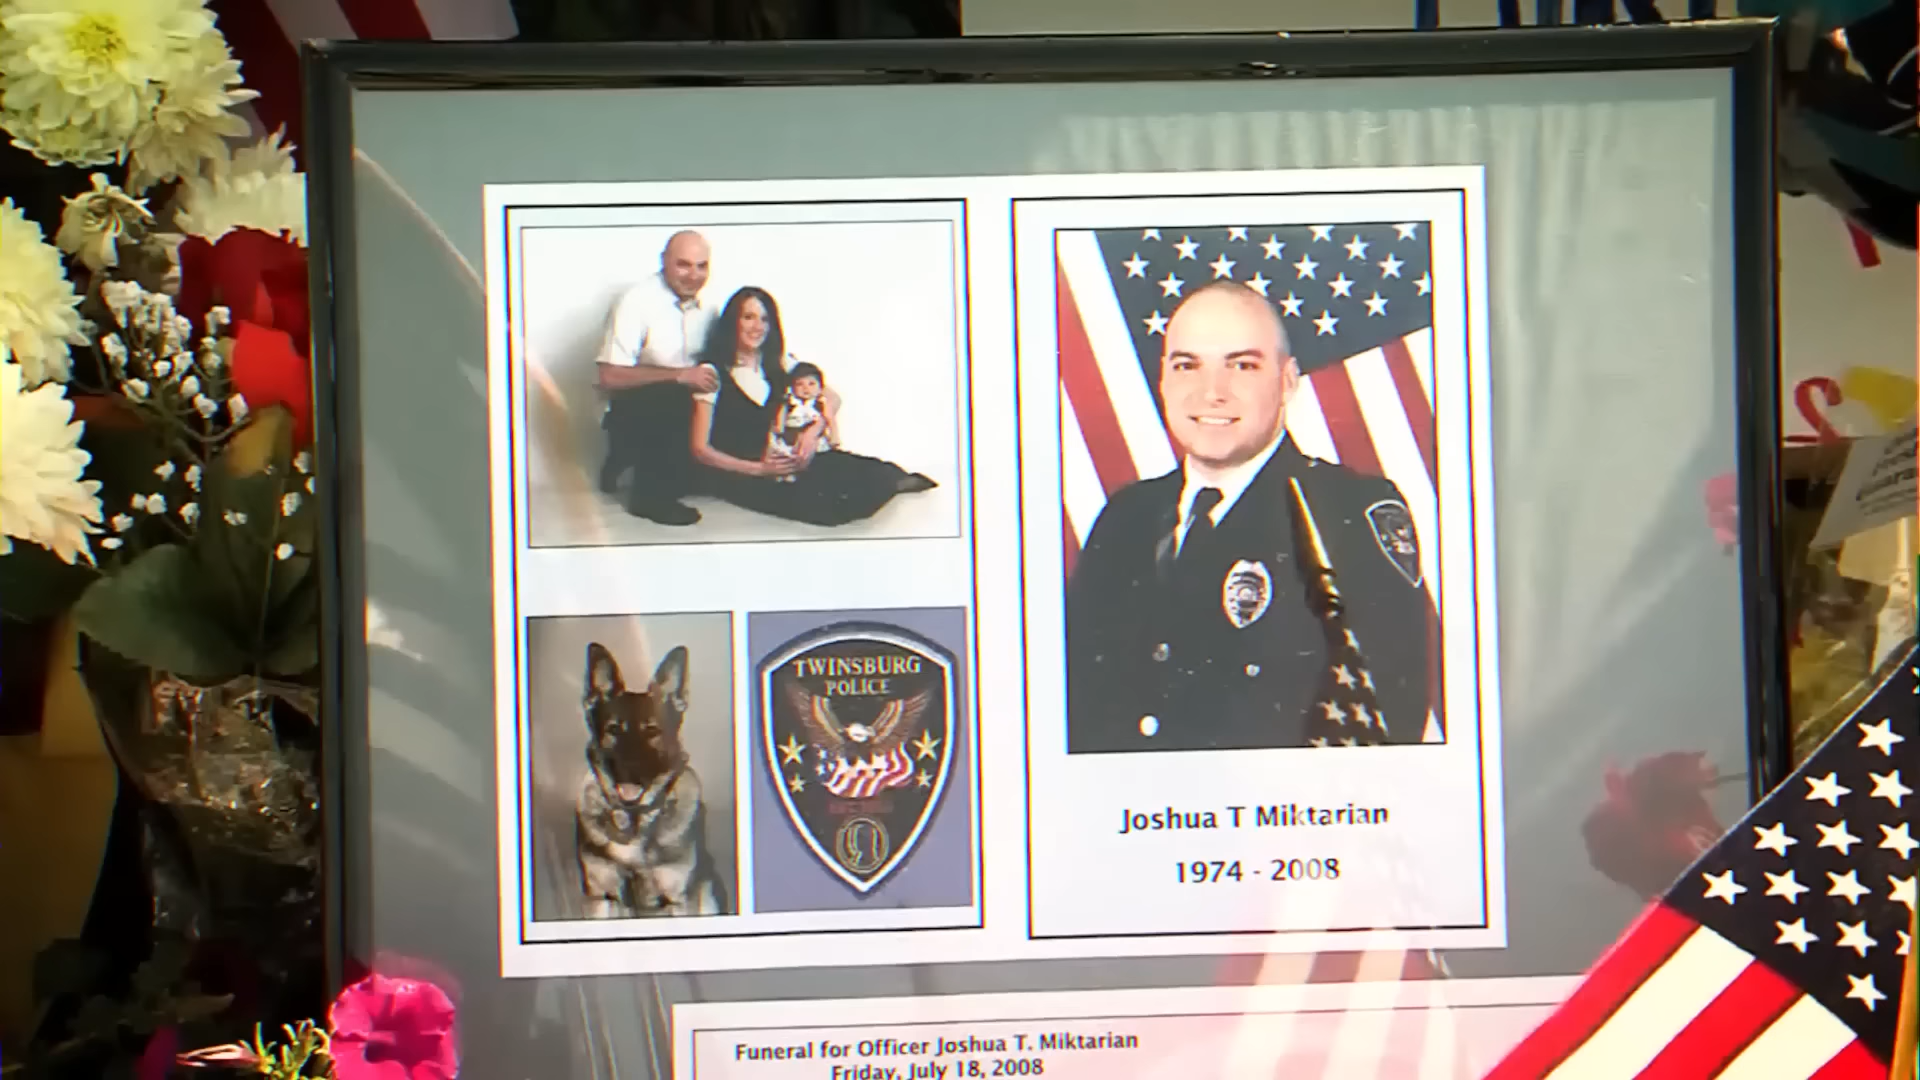 TWINSBURG
POLICE
Joshua T Miktarian
1974 - 2008
Funeral for Officer Joshua T. Miktarian
Friday, July 18, 2008